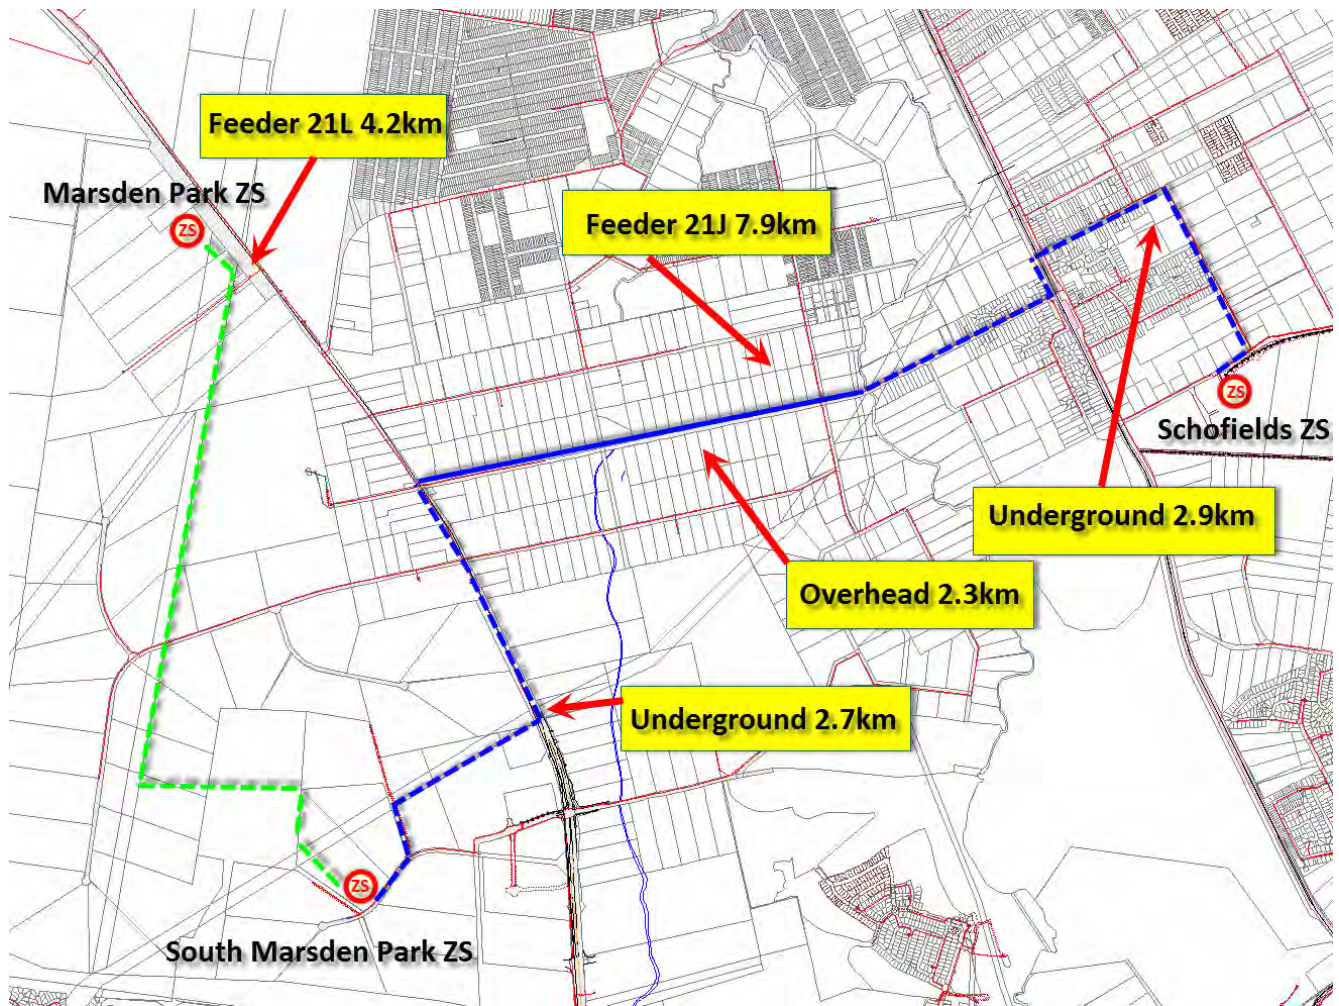 Feeder 21L 4.2km
Marsden Park ZS
ZS
Feeder 21J 7.9km
ZS
Schofields ZS
Underground 2.9km
Overhead 2.3km
Underground 2.7km
ZS
South Marsden Park ZS